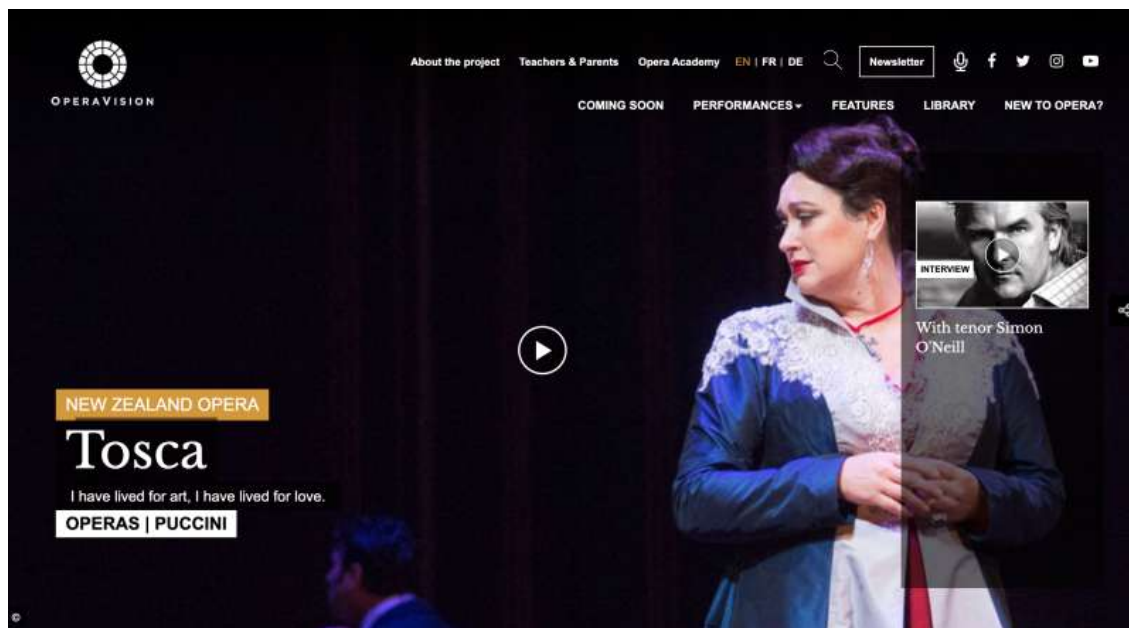 About the project Teachers & Parents Opera Academy EN | FR | DE Newsletter
OPERAVISION
COMING SOON PERFORMANCES FEATURES LIBRARY NEW TO OPERA?
INTERVIEW
With tenor Simon
O'Neill
NEW ZEALAND OPERA
Tosca
I have lived for art, I have lived for love.
OPERAS | PUCCINI
©